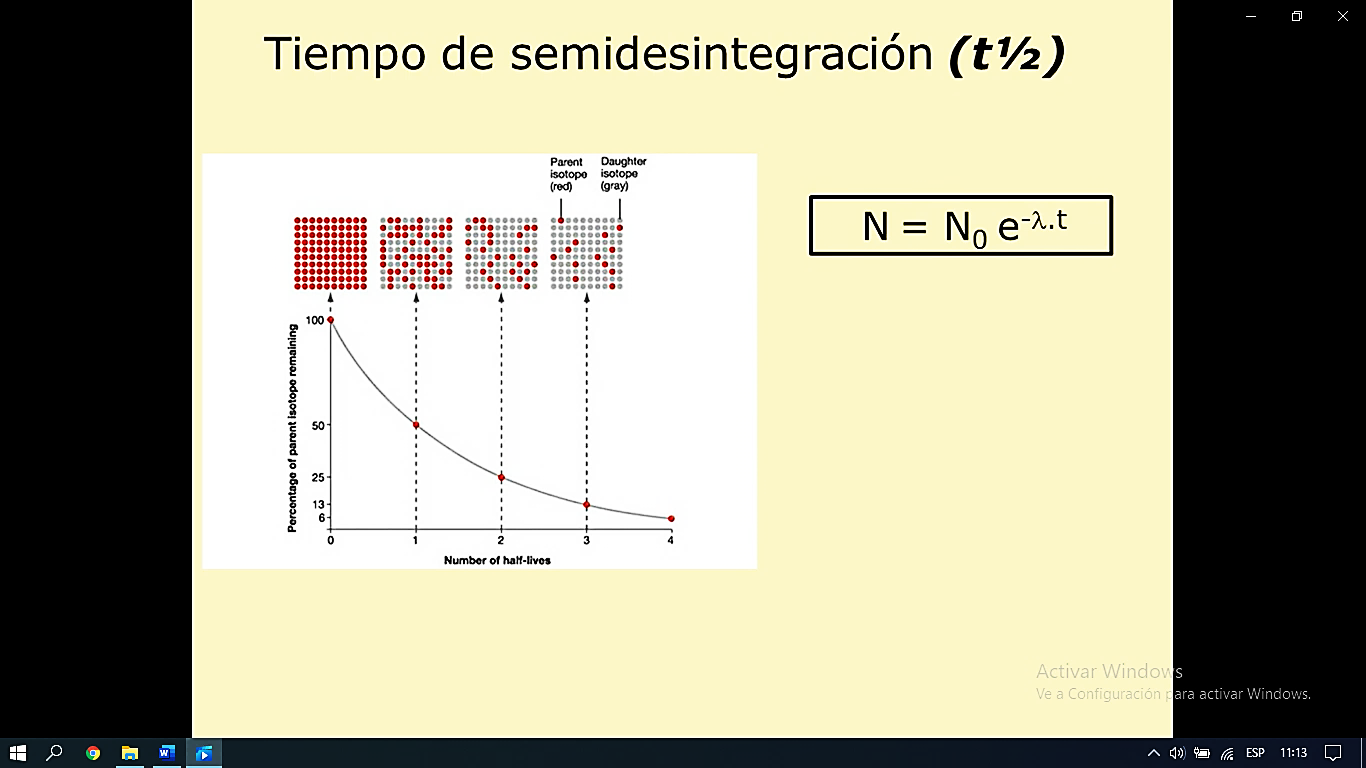 Tiempo de semidesintegración (t½)
Parent isotope (red)
Daughter isotope (gray)
N = N₀ e⁻λ.t
Percentage of parent isotope remaining
100
50
25
13
6
0 1 2 3 4
Number of half-lives
Activar Windows
Ve a Configuración para activar Windows.
ESP 11:13